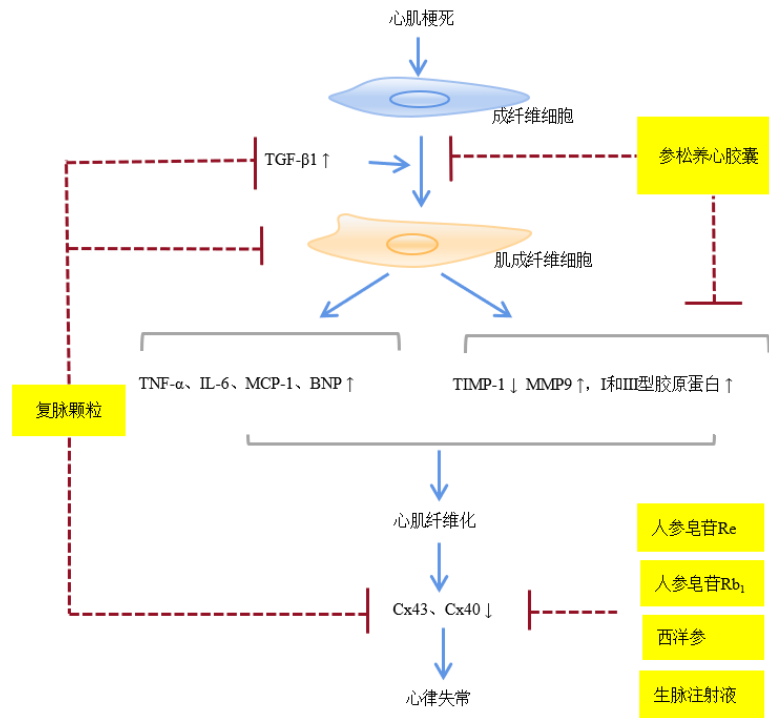 心肌梗死
成纤维细胞
TGF-β1↑
参松养心胶囊
肌成纤维细胞
TNF-α、IL-6、MCP-1、BNP↑
TIMP-1↓ MMP9↑，I和III型胶原蛋白↑
复脉颗粒
心肌纤维化
人参皂苷Re
人参皂苷Rb₁
Cx43、Cx40↓
西洋参
心律失常
生脉注射液